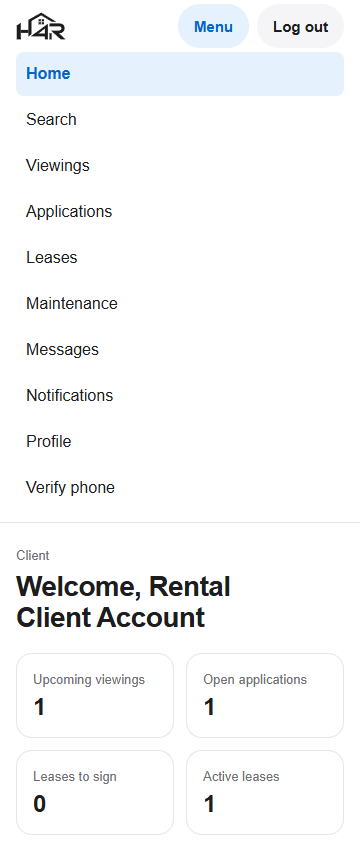 H4R
Menu
Log out
Home
Search
Viewings
Applications
Leases
Maintenance
Messages
Notifications
Profile
Verify phone
Client
Welcome, Rental
Client Account
Upcoming viewings
1
Open applications
1
Leases to sign
0
Active leases
1